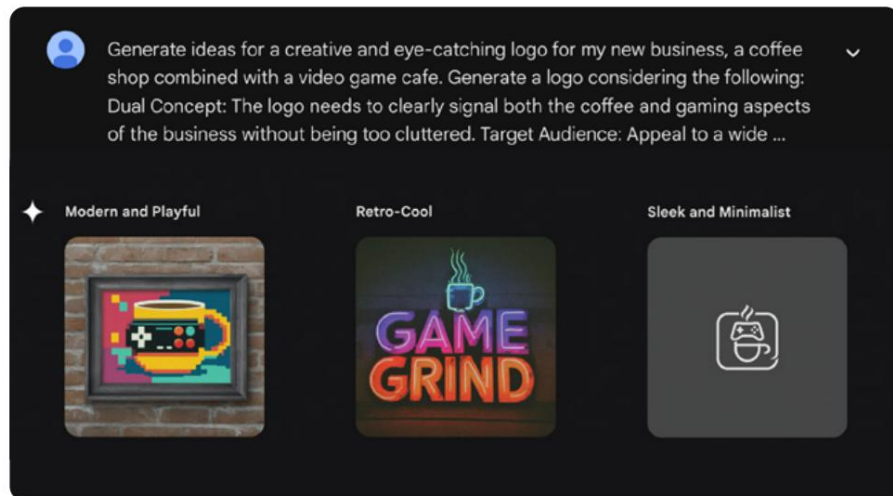 Generate ideas for a creative and eye-catching logo for my new business, a coffee
shop combined with a video game cafe. Generate a logo considering the following:
Dual Concept: The logo needs to clearly signal both the coffee and gaming aspects
of the business without being too cluttered. Target Audience: Appeal to a wide ...
Modern and Playful
Retro-Cool
Sleek and Minimalist
GAME
GRIND